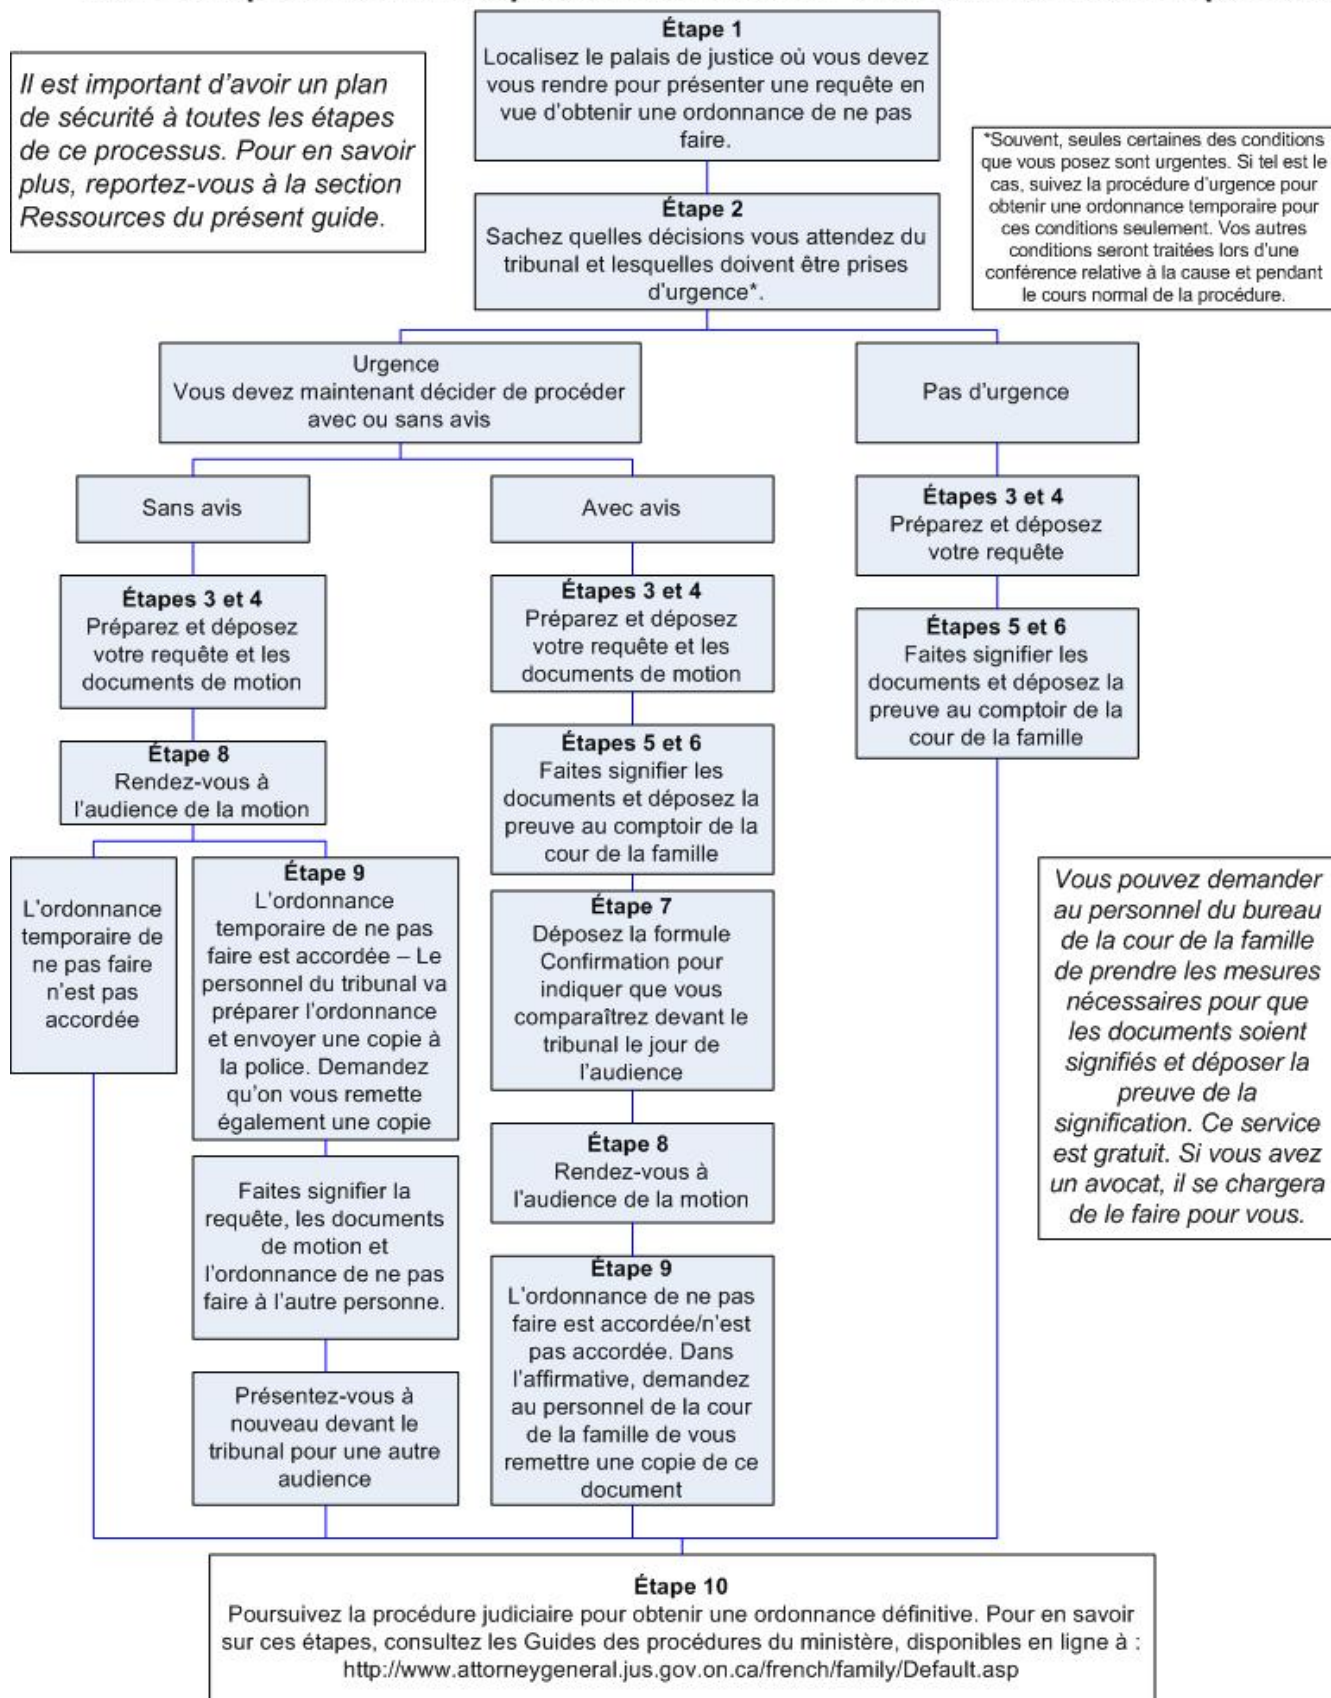 Étape 1
Localisez le palais de justice où vous devez
vous rendre pour présenter une requête en
vue d'obtenir une ordonnance de ne pas
faire.
Il est important d'avoir un plan
de sécurité à toutes les étapes
de ce processus. Pour en savoir
plus, reportez-vous à la section
Ressources du présent guide.
*Souvent, seules certaines des conditions
que vous posez sont urgentes. Si tel est le
cas, suivez la procédure d'urgence pour
obtenir une ordonnance temporaire pour
ces conditions seulement. Vos autres
conditions seront traitées lors d'une
conférence relative à la cause et pendant
le cours normal de la procédure.
Étape 2
Sachez quelles décisions vous attendez du
tribunal et lesquelles doivent être prises
d'urgence*.
Urgence
Vous devez maintenant décider de procéder
avec ou sans avis
Pas d'urgence
Sans avis
Avec avis
Étapes 3 et 4
Préparez et déposez
votre requête
Étapes 3 et 4
Préparez et déposez
votre requête et les
documents de motion
Étapes 3 et 4
Préparez et déposez
votre requête et les
documents de motion
Étapes 5 et 6
Faites signifier les
documents et déposez la
preuve au comptoir de la
cour de la famille
Étape 8
Rendez-vous à
l'audience de la motion
Étapes 5 et 6
Faites signifier les
documents et déposez la
preuve au comptoir de la
cour de la famille
L'ordonnance
temporaire de
ne pas faire
n'est pas
accordée
Étape 9
L'ordonnance
temporaire de ne pas
faire est accordée – Le
personnel du tribunal va
préparer l'ordonnance
et envoyer une copie à
la police. Demandez
qu'on vous remette
également une copie
Étape 7
Déposez la formule
Confirmation pour
indiquer que vous
comparaîtrez devant le
tribunal le jour de
l'audience
Vous pouvez demander
au personnel du bureau
de la cour de la famille
de prendre les mesures
nécessaires pour que
les documents soient
signifiés et déposer la
preuve de la
signification. Ce service
est gratuit. Si vous avez
un avocat, il se chargera
de le faire pour vous.
Faites signifier la
requête, les documents
de motion et
l'ordonnance de ne pas
faire à l'autre personne.
Étape 8
Rendez-vous à
l'audience de la motion
Présentez-vous à
nouveau devant le
tribunal pour une autre
audience
Étape 9
L'ordonnance de ne pas
faire est accordée/n'est
pas accordée. Dans
l'affirmative, demandez
au personnel de la cour
de la famille de vous
remettre une copie de ce
document
Étape 10
Poursuivez la procédure judiciaire pour obtenir une ordonnance définitive. Pour en savoir
sur ces étapes, consultez les Guides des procédures du ministère, disponibles en ligne à :
http://www.attorneygeneral.jus.gov.on.ca/french/family/Default.asp